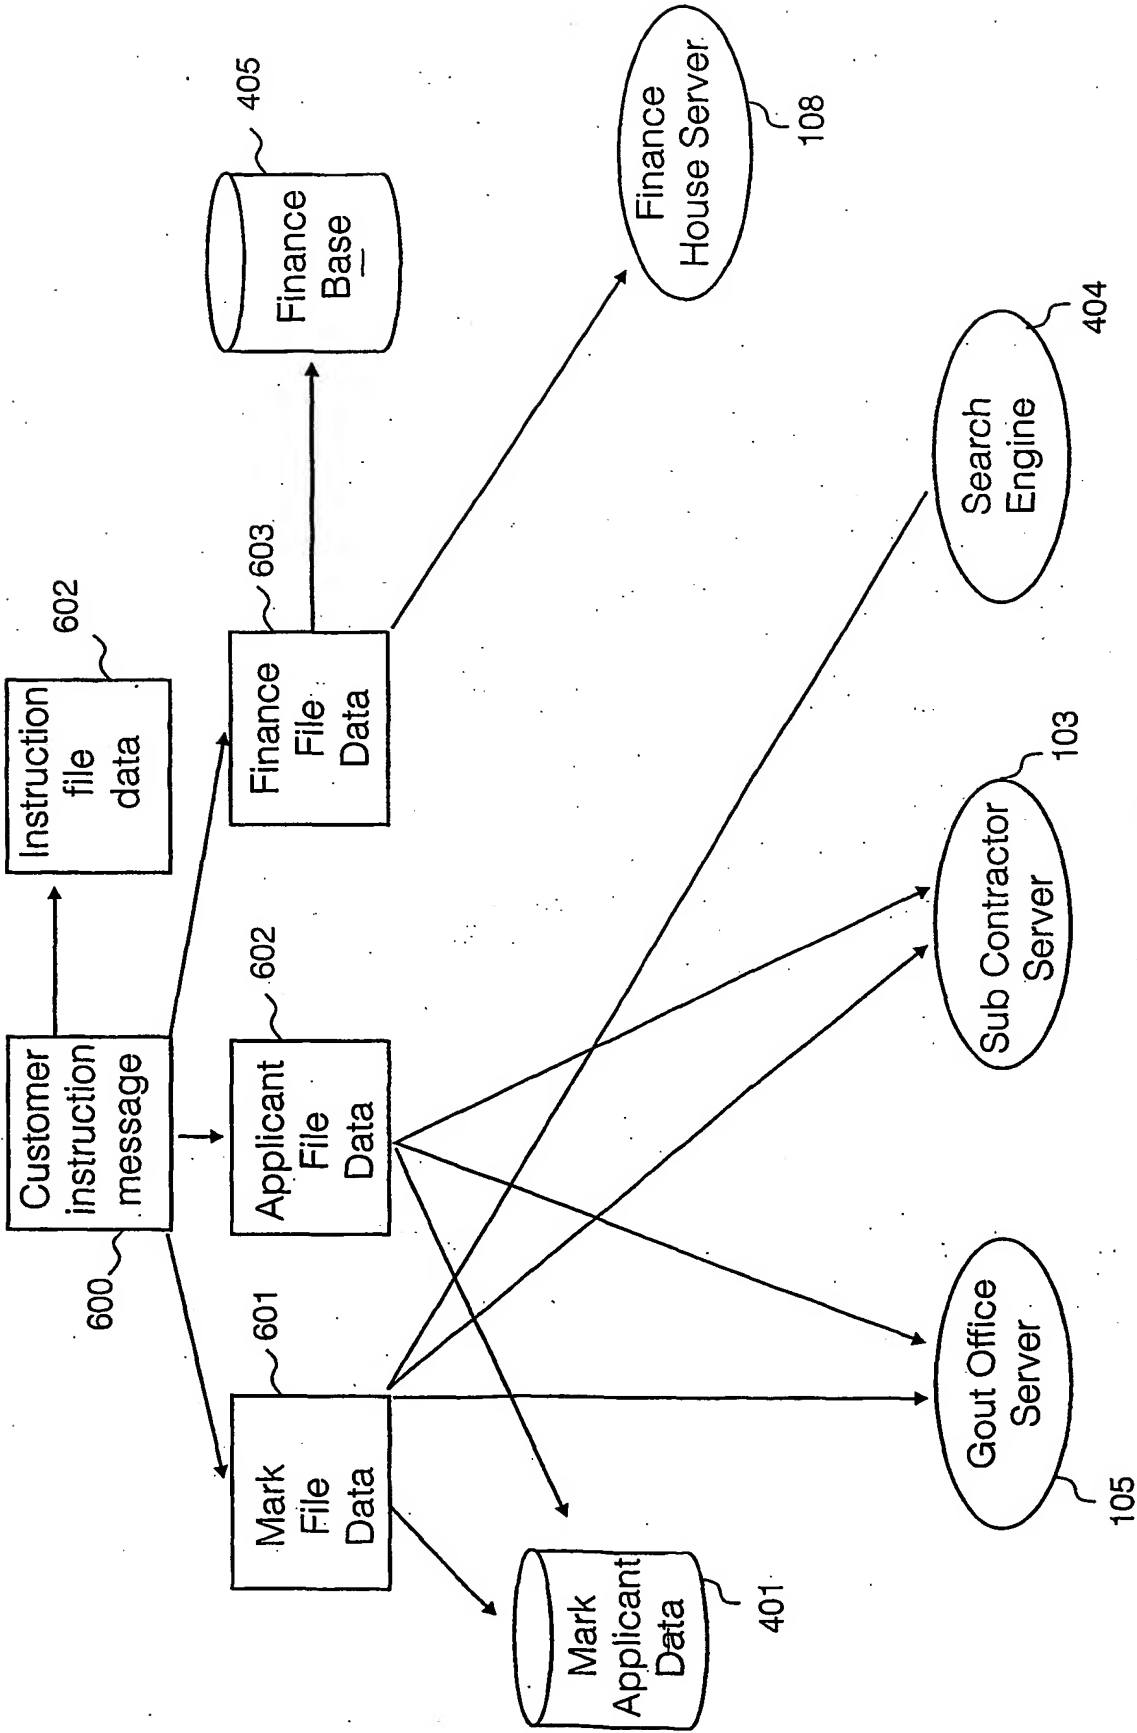 600
Customer
instruction
message
Instruction
file
data
602
601
Mark
File
Data
602
Applicant
File
Data
603
Finance
File
Data
405
Finance
Base
Mark
Applicant
Data
401
Finance
House Server
108
Gout Office
Server
105
Sub Contractor
Server
103
Search
Engine
404